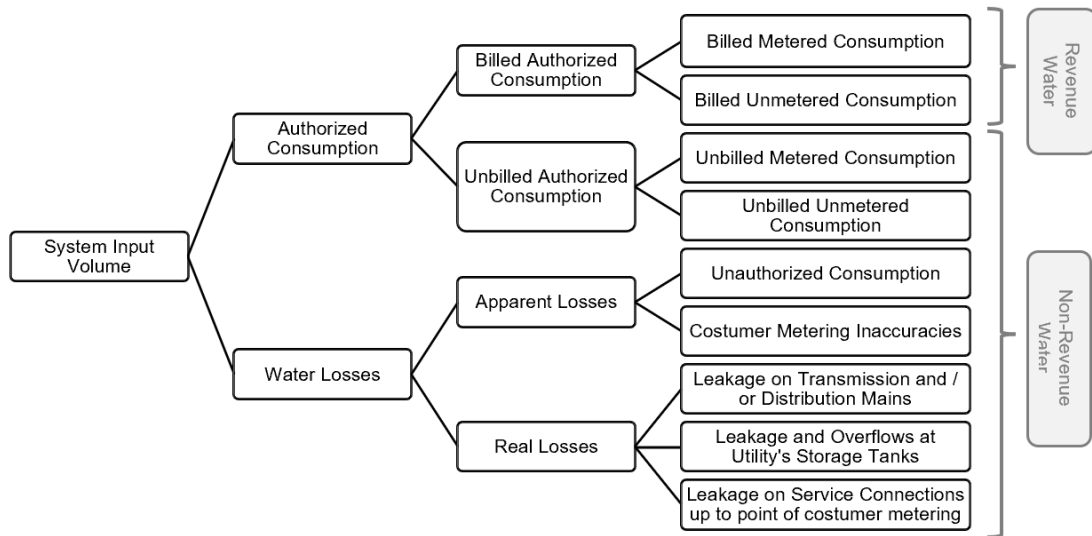 System Input
Volume
Authorized
Consumption
Water Losses
Billed Authorized
Consumption
Unbilled Authorized
Consumption
Apparent Losses
Real Losses
Billed Metered Consumption
Billed Unmetered Consumption
Unbilled Metered Consumption
Unbilled Unmetered
Consumption
Unauthorized Consumption
Costumer Metering Inaccuracies
Leakage on Transmission and /
or Distribution Mains
Leakage and Overflows at
Utility's Storage Tanks
Leakage on Service Connections
up to point of costumer metering
Revenue
Water
Non-Revenue
Water